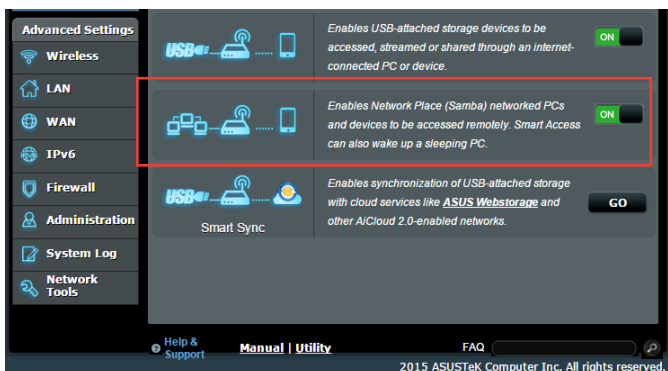 Advanced Settings
Wireless
LAN
WAN
IPv6
Firewall
Administration
System Log
Network
Tools
USB
Enables USB-attached storage devices to be
accessed, streamed or shared through an internet-
connected PC or device.
ON
Enables Network Place (Samba) networked PCs
and devices to be accessed remotely. Smart Access
can also wake up a sleeping PC.
ON
USB
Smart Sync
Enables synchronization of USB-attached storage
with cloud services like ASUS Webstorage and
other AiCloud 2.0-enabled networks.
GO
Help &
Support
Manual | Utility
FAQ
2015 ASUSTeK Computer Inc. All rights reserved.